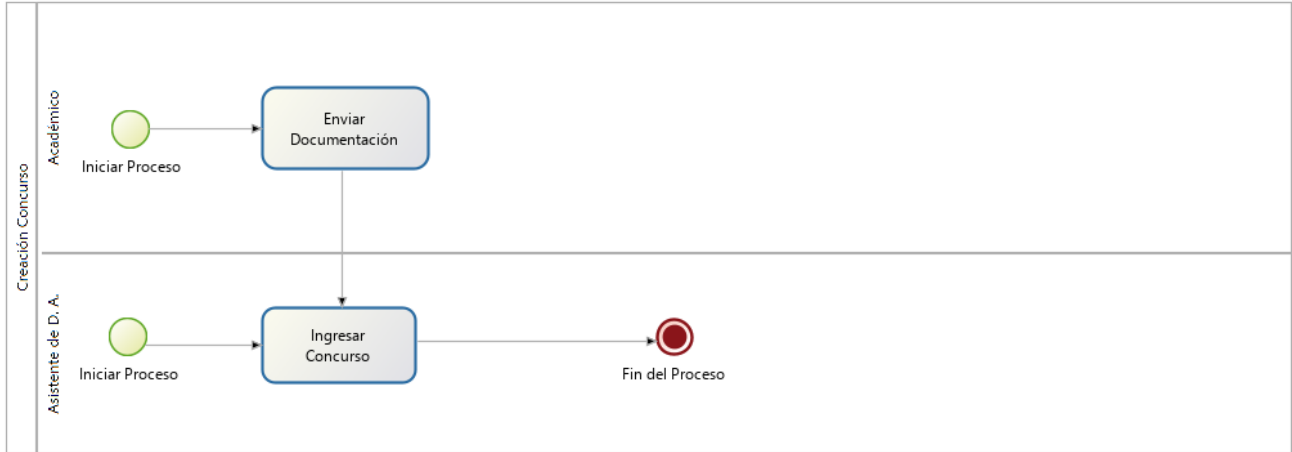 Creación Concurso
Académico
Iniciar Proceso
Enviar
Documentación
Asistente de D. A.
Iniciar Proceso
Ingresar
Concurso
Fin del Proceso